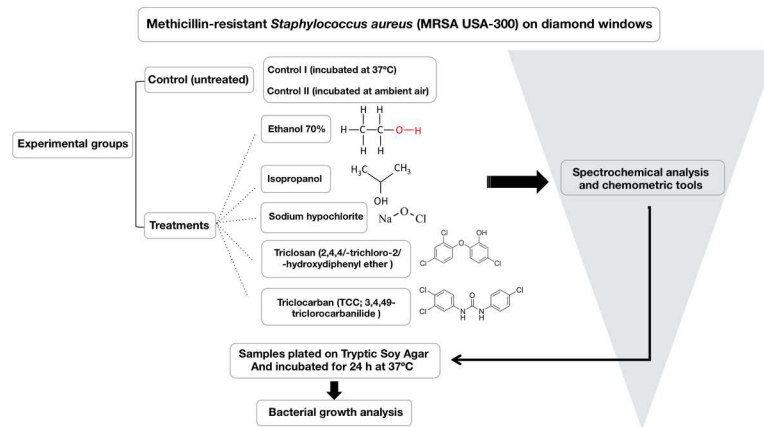 Methicillin-resistant Staphylococcus aureus (MRSA USA-300) on diamond windows
Control (untreated)
Control I (incubated at 37ºC)
Control II (incubated at ambient air)
Experimental groups
Treatments
Ethanol 70%
H H
H—C—C—O—H
H H
Isopropanol
H₃C CH₃
OH
Sodium hypochlorite
Na O Cl
Triclosan (2,4,4/-trichloro-2/
-hydroxydiphenyl ether )
Cl OH
O
Cl Cl
Triclocarban (TCC; 3,4,49-
triclorocarbanilide )
Cl O Cl
Cl N N
H H
Spectrochemical analysis
and chemometric tools
Samples plated on Tryptic Soy Agar
And incubated for 24 h at 37ºC
Bacterial growth analysis